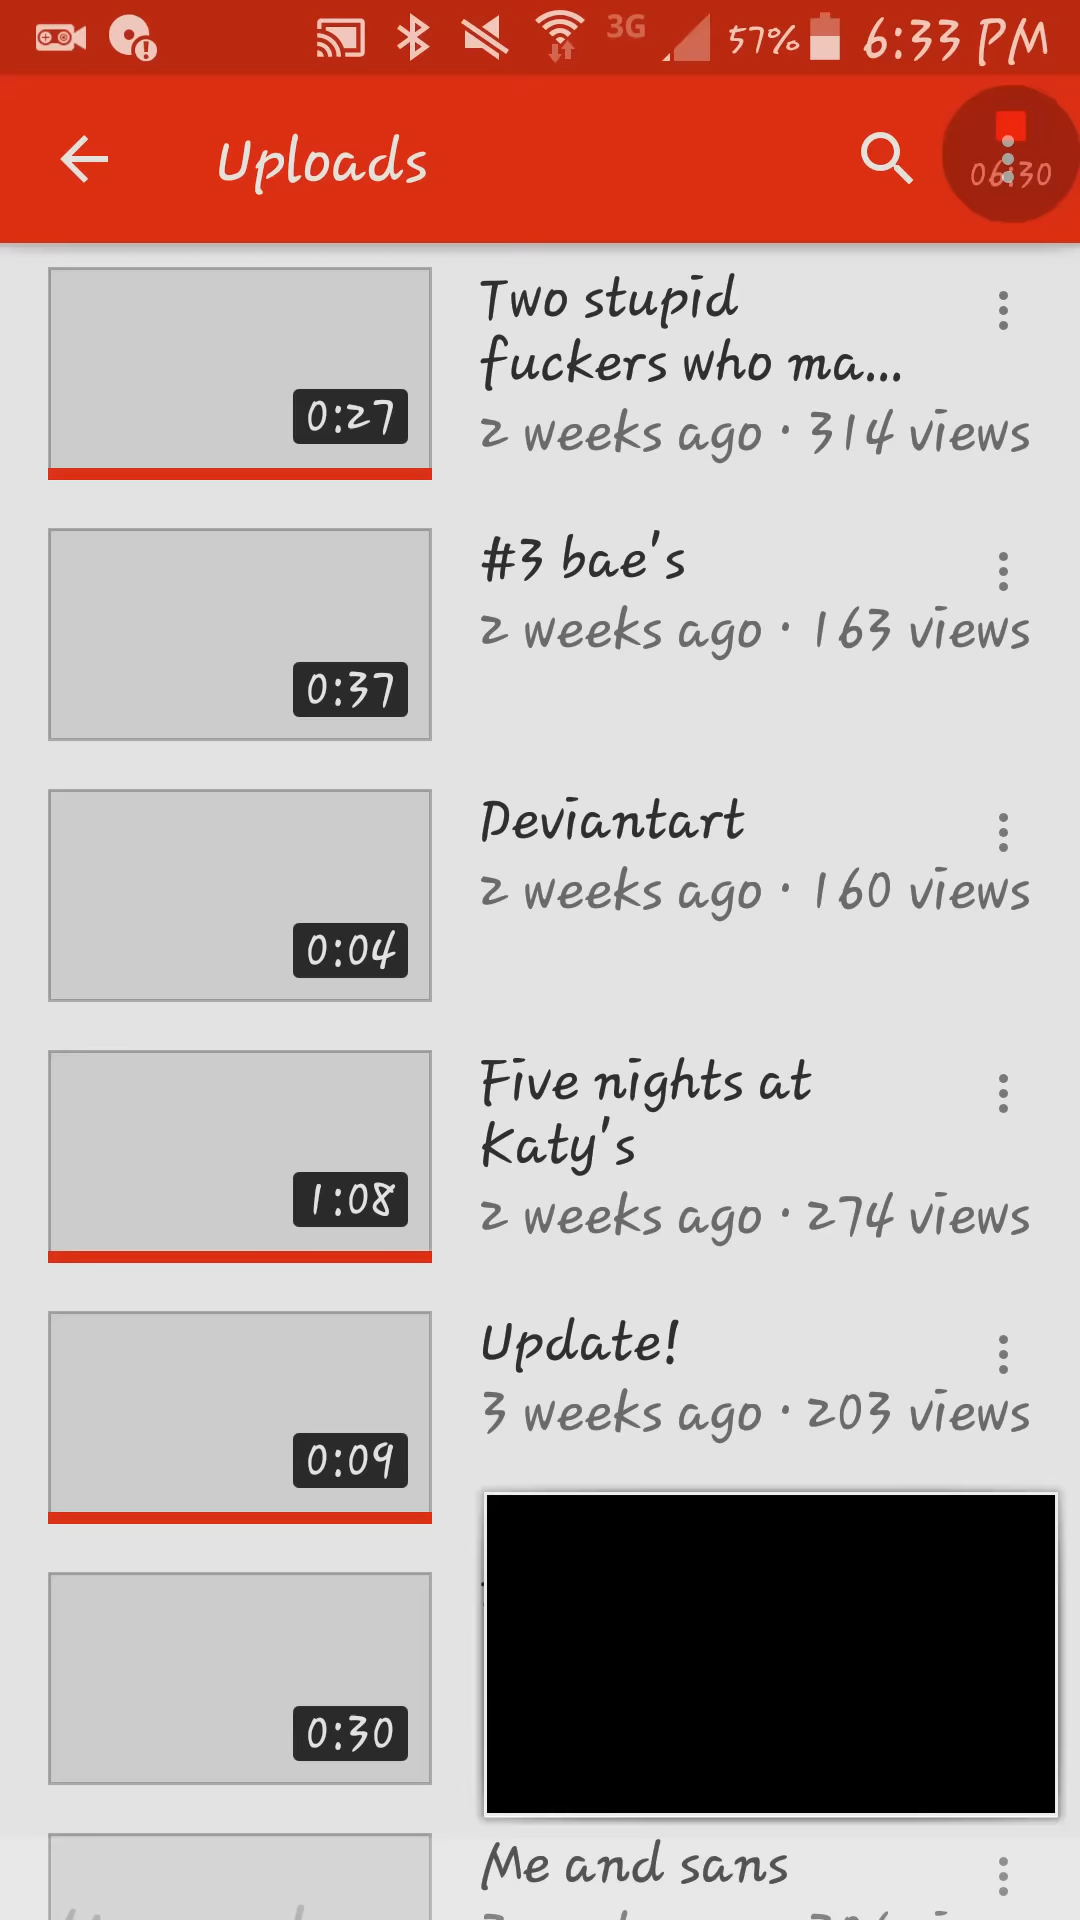 3G 57% 6:33 PM
Uploads
06:30
Two stupid
fuckers who ma...
0:27
2 weeks ago · 314 views
#3 bae's
2 weeks ago · 163 views
0:37
Deviantart
2 weeks ago · 160 views
0:04
Five nights at
Katy's
1:08
2 weeks ago · 274 views
Update!
3 weeks ago · 203 views
0:09
0:30
Me and sans